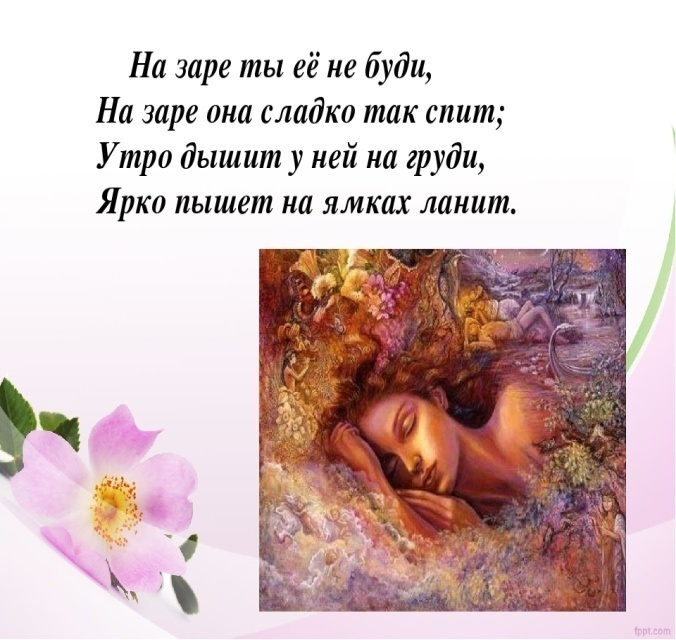 На заре ты её не буди,
На заре она сладко так спит;
Утро дышит у ней на груди,
Ярко пышет на ямках ланит.
fppt.com